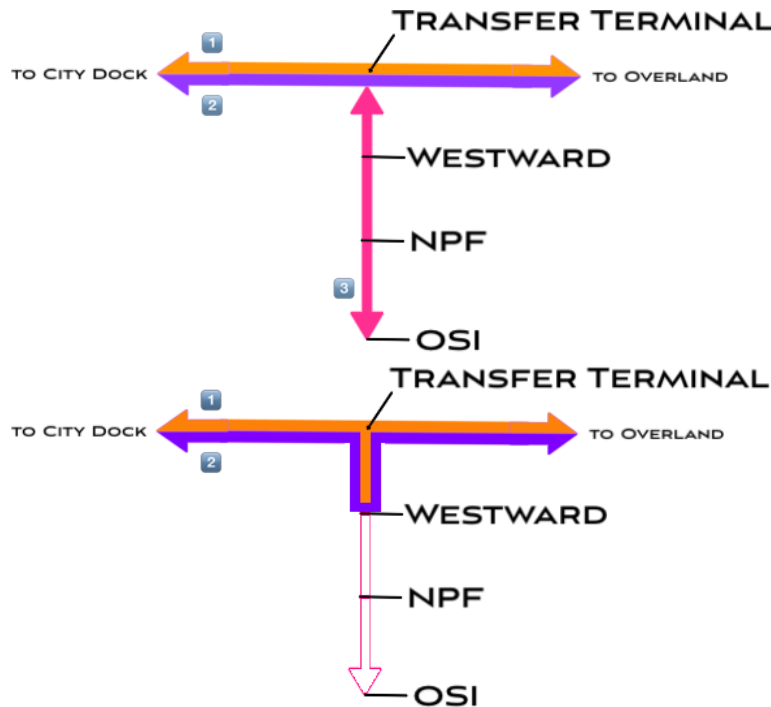 TRANSFER TERMINAL
1
TO CITY DOCK
TO OVERLAND
2
WESTWARD
NPF
3
OSI
TRANSFER TERMINAL
1
TO CITY DOCK
TO OVERLAND
2
WESTWARD
NPF
OSI